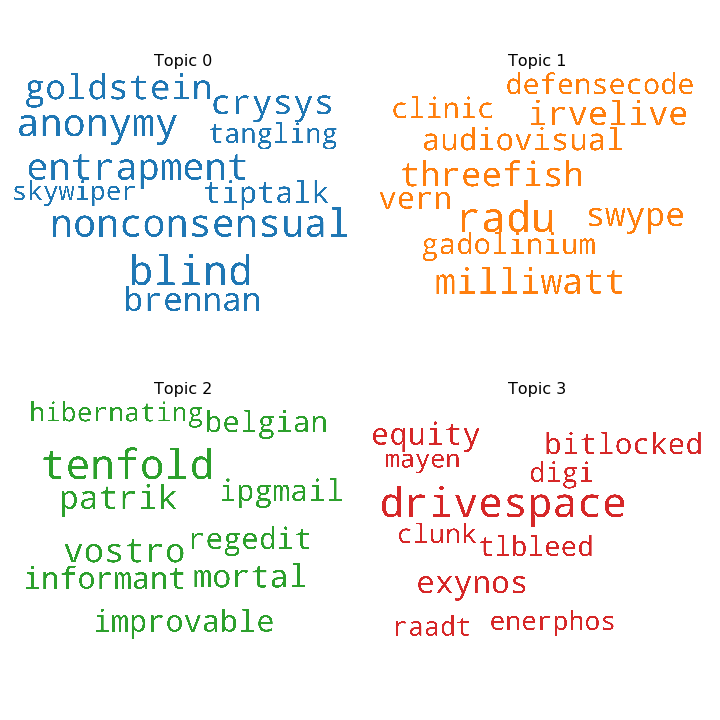 Topic 0
goldstein
crysys
anonymy
tangling
entrapment
skywiper
tiptalk
nonconsensual
blind
brennan
Topic 1
defensecode
clinic
irvelive
audiovisual
threefish
vern
radu
swype
gadolinium
milliwatt
Topic 2
hibernating
belgian
tenfold
patrik
ipgmail
vostro
regedit
informant
mortal
improvable
Topic 3
equity
bitlocked
mayen
digi
drivespace
clunk
tlbleed
exynos
raadt
enerphos